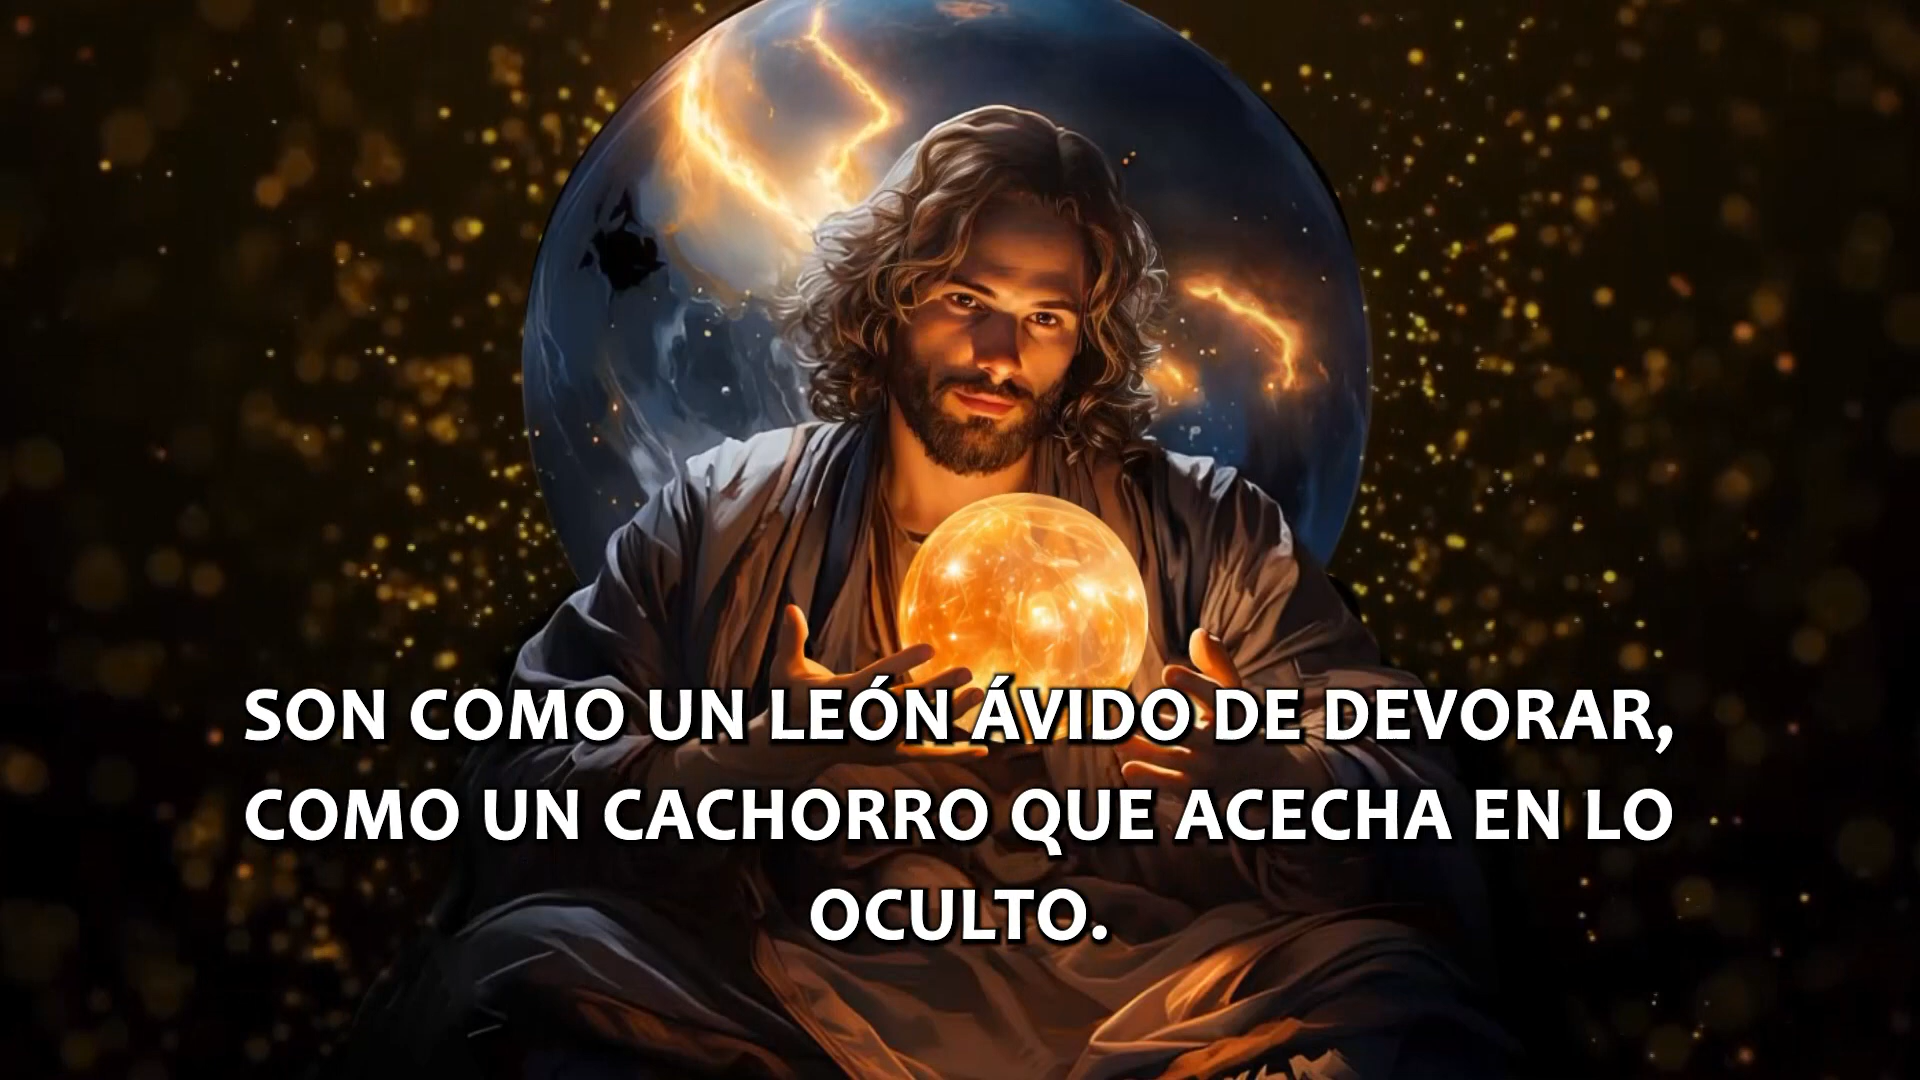 SON COMO UN LEÓN ÁVIDO DE DEVORAR,
COMO UN CACHORRO QUE ACECHA EN LO
OCULTO.